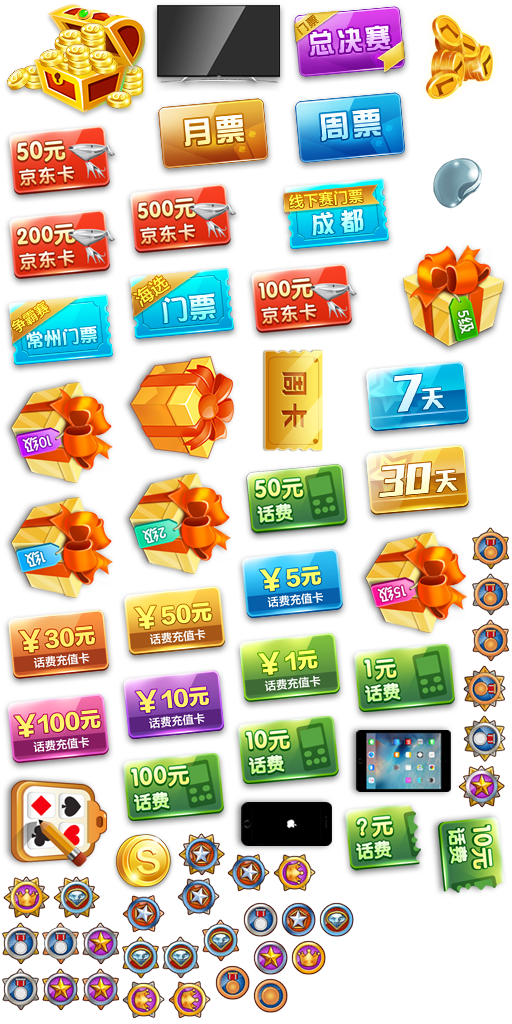 门票
总决赛
月票
周票
50元
京东卡
500元
京东卡
线下赛门票
成都
200元
京东卡
争霸赛
常州门票
海选
门票
100元
京东卡
5级
周卡
7天
10级
30天
50元
话费
1级
2级
¥5元
话费充值卡
15级
¥30元
话费充值卡
¥50元
话费充值卡
¥1元
话费充值卡
1元
话费
¥100元
话费充值卡
¥10元
话费充值卡
10元
话费
100元
话费
?元
话费
10元
话费
S